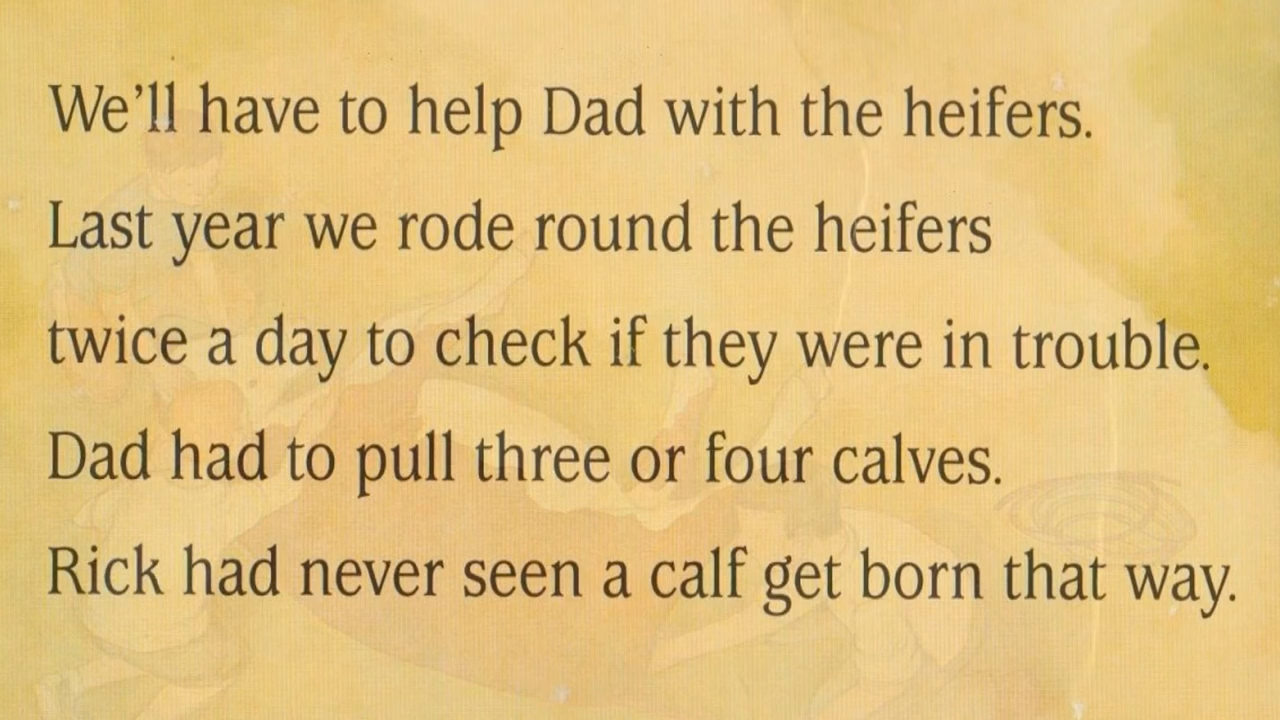 We’ll have to help Dad with the heifers.
Last year we rode round the heifers
twice a day to check if they were in trouble.
Dad had to pull three or four calves.
Rick had never seen a calf get born that way.